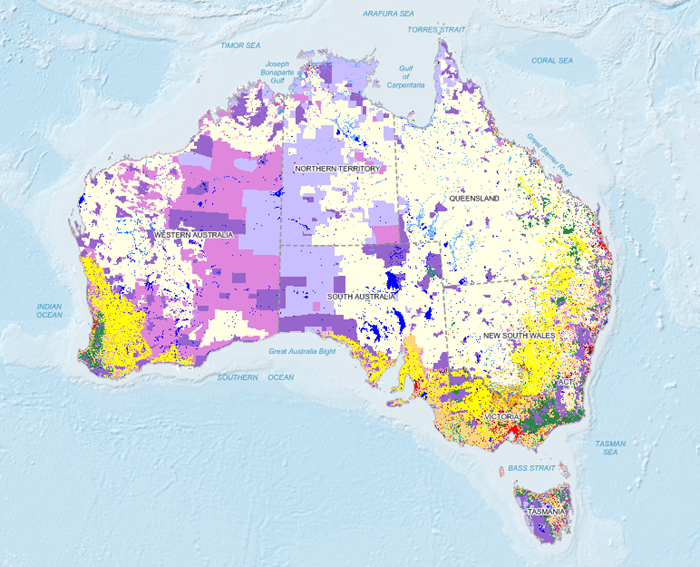 ARAFURA SEA
TORRES STRAIT
TIMOR SEA
Joseph
Bonaparte
Gulf
Gulf
of
Carpentaria
CORAL SEA
Great Barrier Reef
NORTHERN TERRITORY
QUEENSLAND
WESTERN AUSTRALIA
SOUTH AUSTRALIA
INDIAN
OCEAN
NEW SOUTH WALES
Great Australia Bight
SOUTHERN OCEAN
ACT
VICTORIA
TASMAN
SEA
BASS STRAIT
TASMANIA